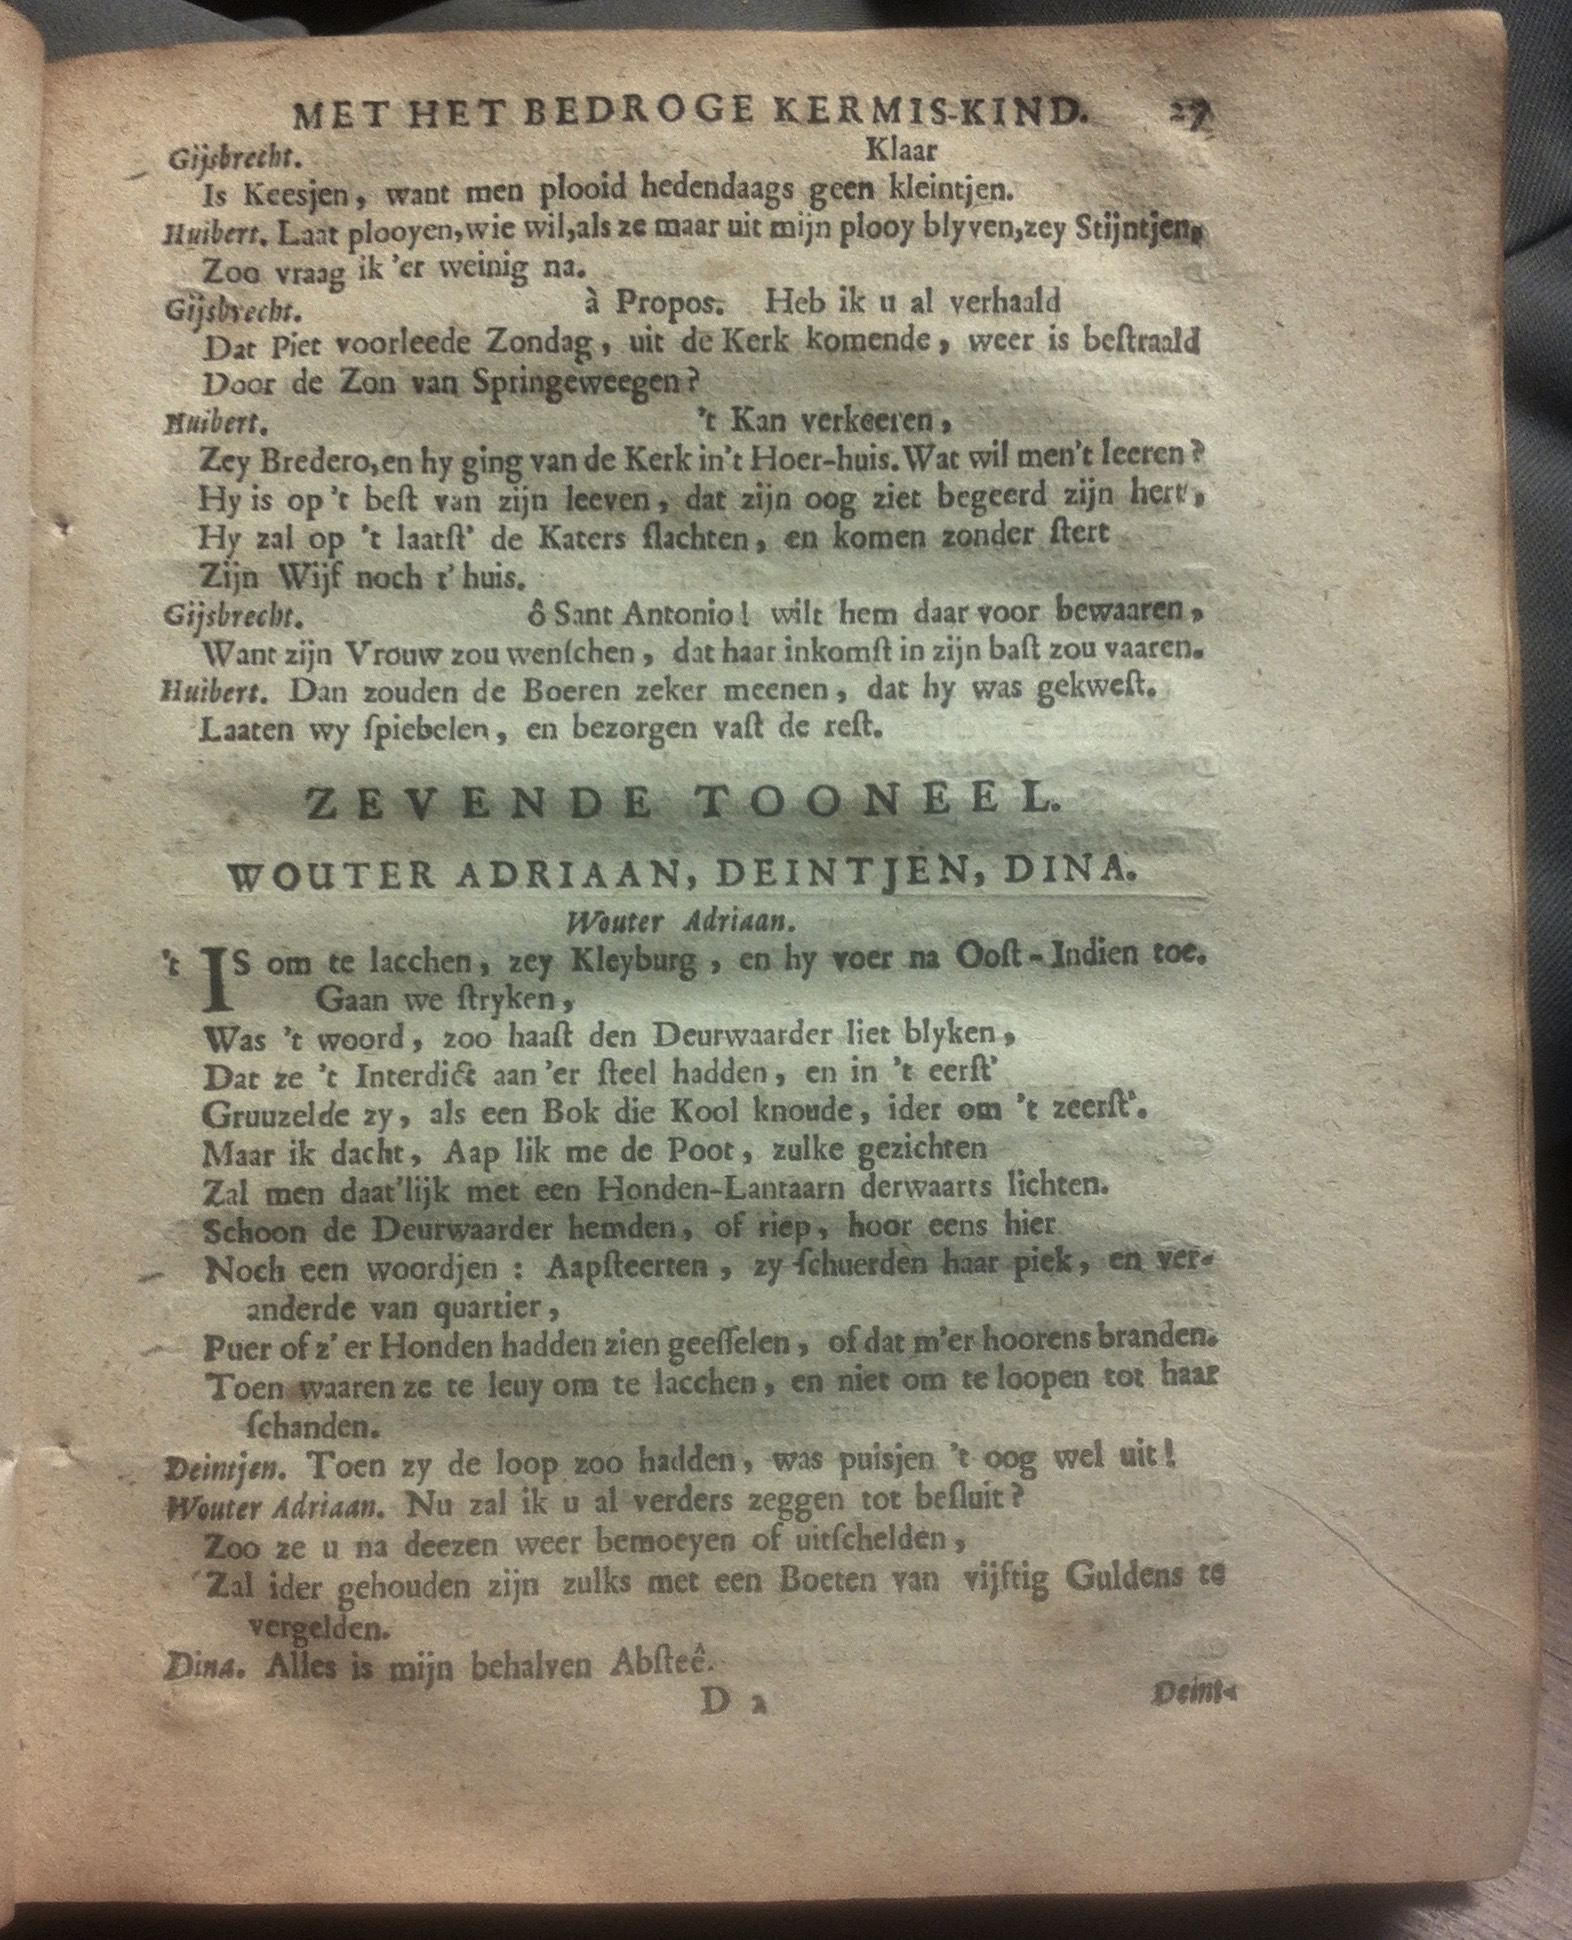 MET HET BEDROGE KERMIS-KIND. 27
Gijsbrecht. Klaar
Is Keesjen, want men plooid hedendaags geen kleintjen.
Huibert. Laat plooyen, wie wil, als ze maar uit mijn plooy blyven, zey Stijntjen,
Zoo vraag ik 'er weinig na.
Gijsbrecht. à Propos. Heb ik u al verhaald
Dat Piet voorleede Zondag, uit de Kerk komende, weer is beſtraald
Door de Zon van Springeweegen?
Huibert. 't Kan verkeeren,
Zey Bredero, en hy ging van de Kerk in't Hoer-huis. Wat wil men't leeren?
Hy is op 't beſt van zijn leeven, dat zijn oog ziet begeerd zijn hert,
Hy zal op 't laatſt' de Katers ſlachten, en komen zonder ſtert
Zijn Wijf noch t' huis.
Gijsbrecht. ô Sant Antonio! wilt hem daar voor bewaaren,
Want zijn Vrouw zou wenſchen, dat haar inkomſt in zijn baſt zou vaaren.
Huibert. Dan zouden de Boeren zeker meenen, dat hy was gekweſt.
Laaten wy ſpiebelen, en bezorgen vaſt de reſt.
ZEVENDE TOONEEL.
WOUTER ADRIAAN, DEINTJEN, DINA.
Wouter Adriaan.
't IS om te lacchen, zey Kleyburg, en hy voer na Ooſt-Indien toe.
Gaan we ſtryken,
Was 't woord, zoo haaſt den Deurwaarder liet blyken,
Dat ze 't Interdict aan 'er ſteel hadden, en in 't eerſt'
Gruuzelde zy, als een Bok die Kool knoude, ider om 't zeerſt'.
Maar ik dacht, Aap lik me de Poot, zulke gezichten
Zal men daat'lijk met een Honden-Lantaarn derwaarts lichten.
Schoon de Deurwaarder hemden, of riep, hoor eens hier
Noch een woordjen: Aapſteerten, zy ſchuerden haar piek, en ver-
anderde van quartier,
Puer of z' er Honden hadden zien geeſſelen, of dat m'er hoorens branden.
Toen waaren ze te leuy om te lacchen, en niet om te loopen tot haar
ſchanden.
Deintjen. Toen zy de loop zoo hadden, was puisjen 't oog wel uit!
Wouter Adriaan. Nu zal ik u al verders zeggen tot beſluit?
Zoo ze u na deezen weer bemoeyen of uitſchelden,
Zal ider gehouden zijn zulks met een Boeten van vijftig Guldens te
vergelden.
Dina. Alles is mijn behalven Abſteê.
D 2 Deint-